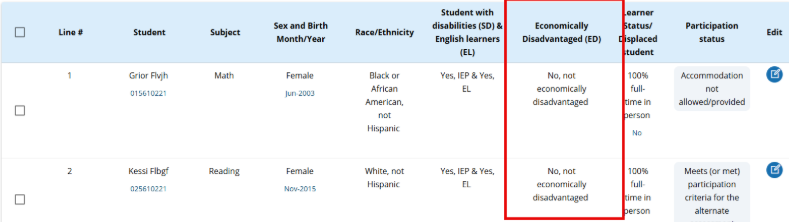 Line #
Student
Subject
Sex and Birth
Month/Year
Race/Ethnicity
Student with
disabilities (SD) &
English learners
(EL)
Economically
Disadvantaged (ED)
Learner
Status/
Displaced
student
Participation
status
Edit
1
Grior Flvjh
015610221
Math
Female
Jun-2003
Black or
African
American,
not
Hispanic
Yes, IEP & Yes,
EL
No, not
economically
disadvantaged
100%
full-
time in
person
No
Accommodation
not
allowed/provided
2
Kessi Flbgf
025610221
Reading
Female
Nov-2015
White, not
Hispanic
Yes, IEP & Yes,
EL
No, not
economically
disadvantaged
100%
full-
time in
person
Meets (or met)
participation
criteria for the
alternate